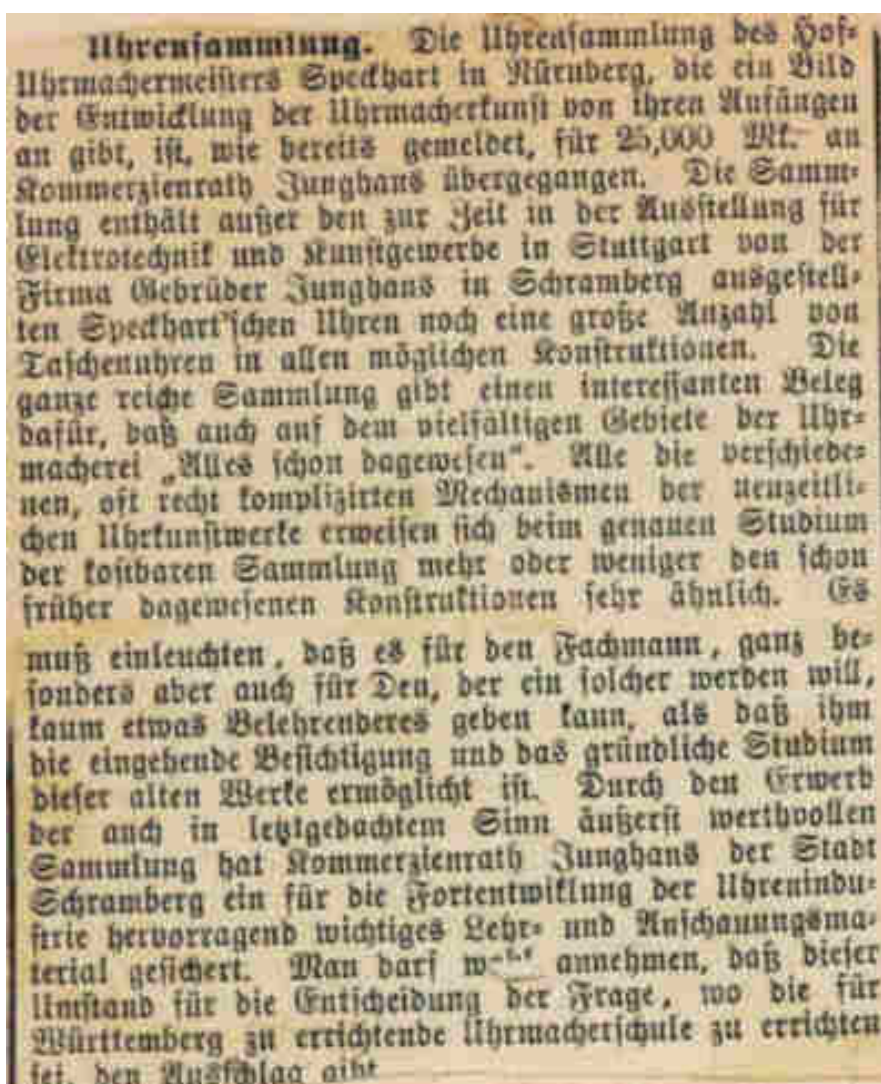 Uhrensammlung. Die Uhrensammlung des Hof-
Uhrmachermeisters Speckhart in Nürnberg, die ein Bild
der Entwicklung der Uhrmacherkunst von ihren Anfängen
an gibt, ist, wie bereits gemeldet, für 25,000 Mk. an
Kommerzienrath Junghans übergegangen. Die Samm-
lung enthält außer den zur Zeit in der Ausstellung für
Elektrotechnik und Kunstgewerbe in Stuttgart von der
Firma Gebrüder Junghans in Schramberg ausgestell-
ten Speckhart'schen Uhren noch eine große Anzahl von
Taschenuhren in allen möglichen Konstruktionen. Die
ganze reiche Sammlung gibt einen interessanten Beleg
dafür, daß auch auf dem vielfältigen Gebiete der Uhr-
macherei „Alles schon dagewesen“. Alle die verschiede-
nen, oft recht komplizirten Mechanismen der neuzeitli-
chen Uhrkunstwerke erweisen sich beim genauen Studium
der kostbaren Sammlung mehr oder weniger den schon
früher dagewesenen Konstruktionen sehr ähnlich. Es
muß einleuchten, daß es für den Fachmann, ganz be-
sonders aber auch für Den, der ein solcher werden will,
kaum etwas Belehrenderes geben kann, als daß ihm
die eingehende Besichtigung und das gründliche Studium
dieser alten Werke ermöglicht ist. Durch den Erwerb
der auch in letztgedachtem Sinn äußerst werthvollen
Sammlung hat Kommerzienrath Junghans der Stadt
Schramberg ein für die Fortentwiklung der Uhrenindu-
strie hervorragend wichtiges Lehr- und Anschauungsma-
terial gesichert. Man darf annehmen, daß dieser
Umstand für die Entscheidung der Frage, wo die für
Württemberg zu errichtende Uhrmacherschule zu errichten
sei, den Ausschlag gibt